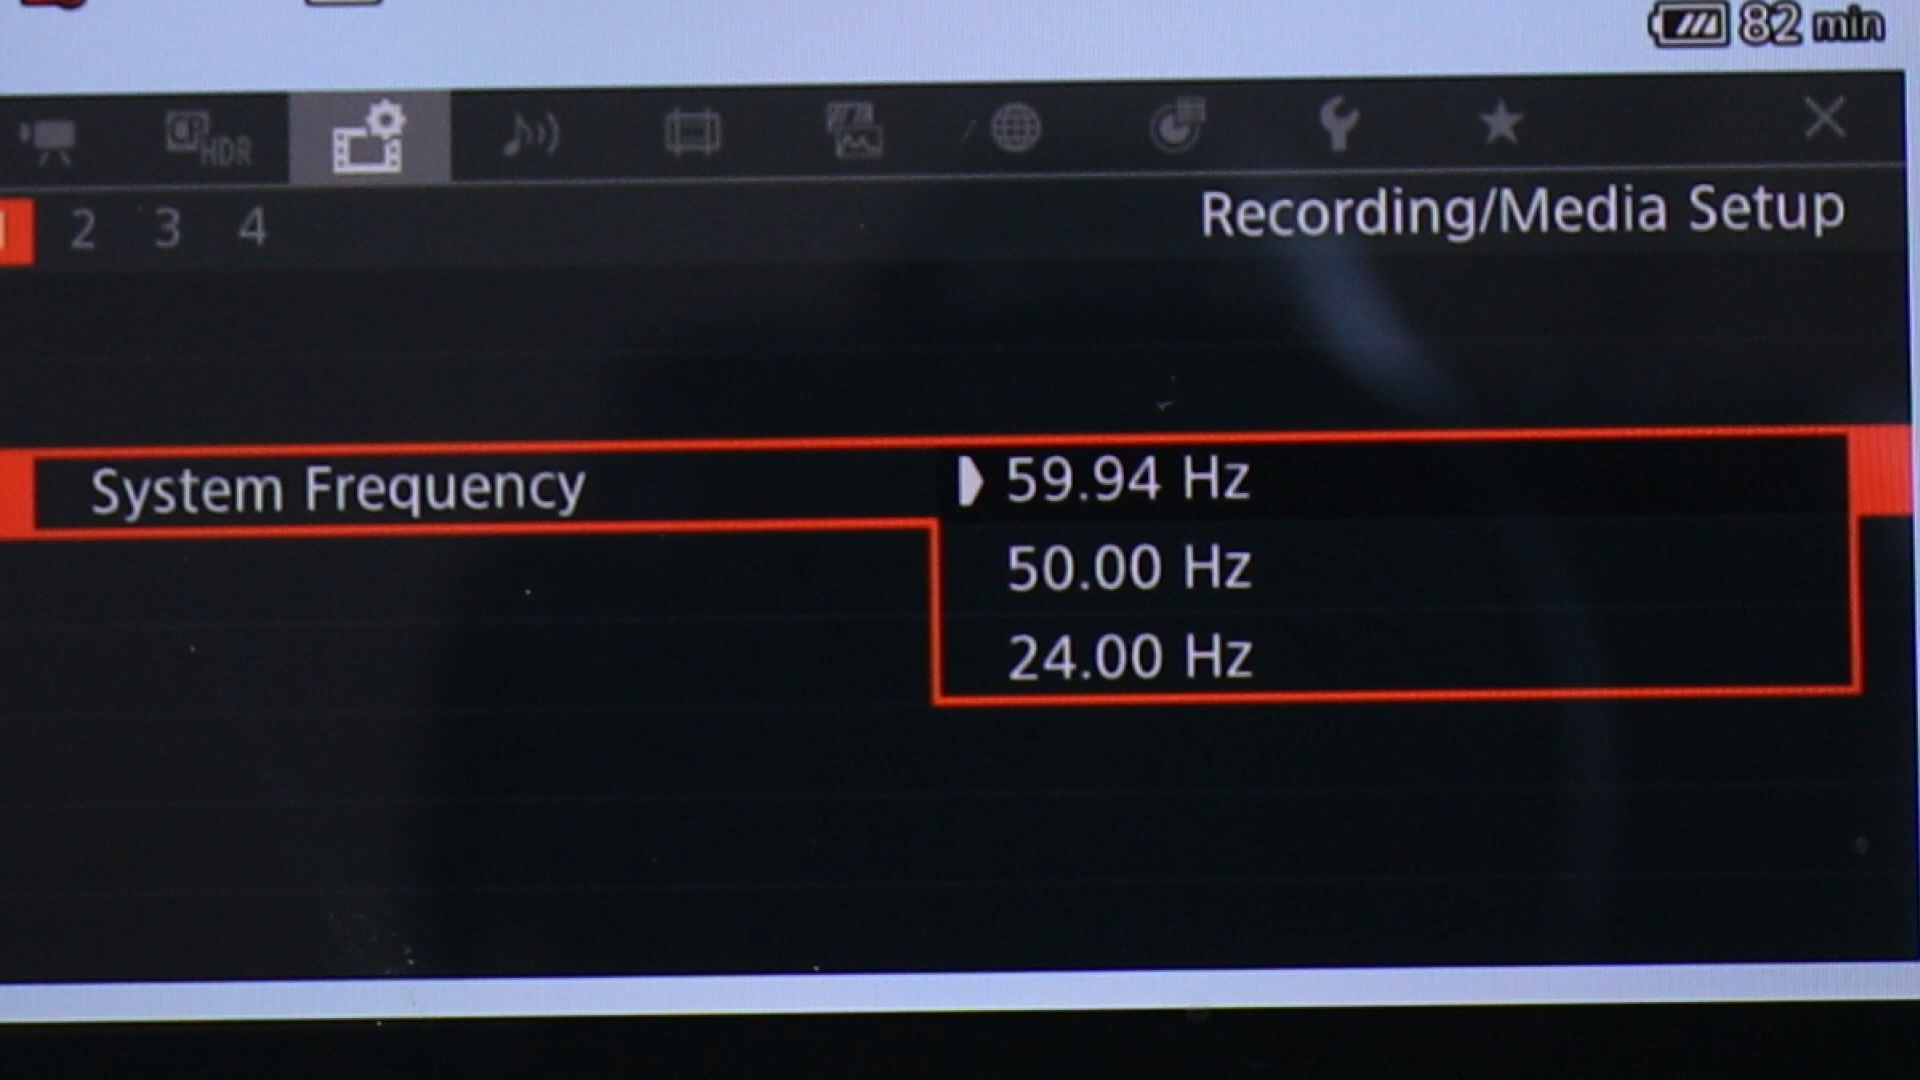 82 min
CP HDR
1 2 3 4
Recording/Media Setup
System Frequency
59.94 Hz
50.00 Hz
24.00 Hz